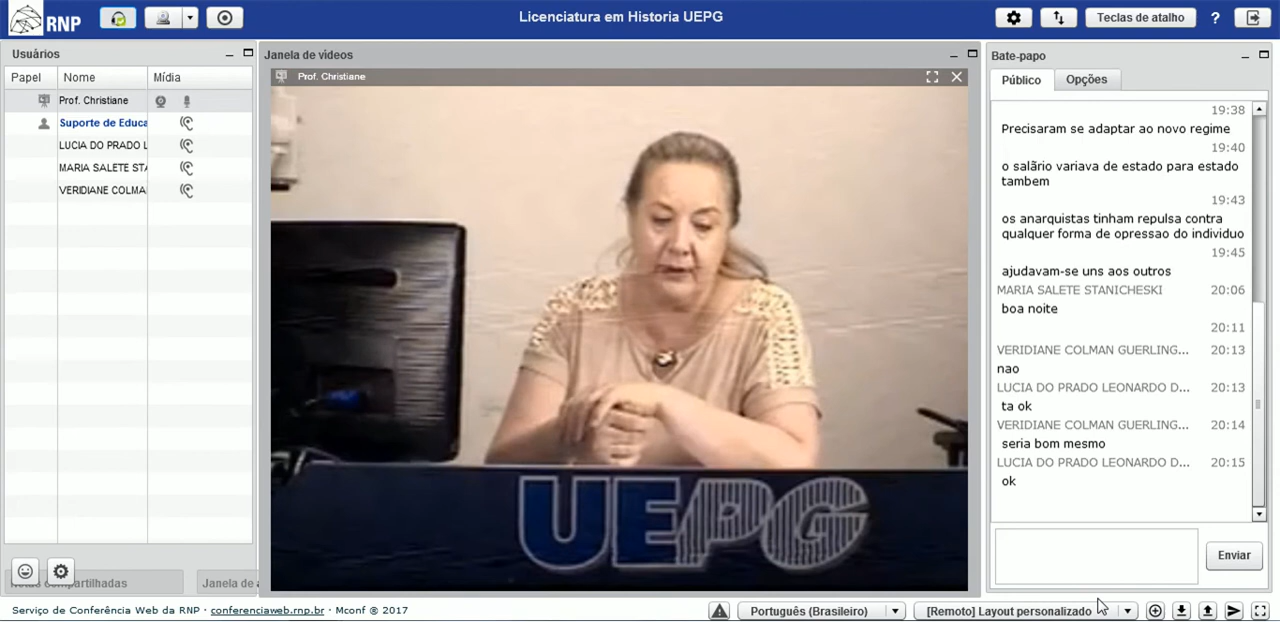 RNP
Licenciatura em Historia UEPG
Teclas de atalho
?
Usuários
Papel Nome Mídia
Prof. Christiane
Suporte de Educa
LUCIA DO PRADO L
MARIA SALETE STA
VERIDIANE COLMA
Janela de vídeos
Prof. Christiane
UEPG
Bate-papo
Público Opções
19:38
Precisaram se adaptar ao novo regime
19:40
o salãrio variava de estado para estado
tambem
19:43
os anarquistas tinham repulsa contra
qualquer forma de opressao do individuo
19:45
ajudavam-se uns aos outros
MARIA SALETE STANICHESKI 20:06
boa noite
20:11
VERIDIANE COLMAN GUERLING... 20:13
nao
LUCIA DO PRADO LEONARDO D... 20:13
ta ok
VERIDIANE COLMAN GUERLING... 20:14
seria bom mesmo
LUCIA DO PRADO LEONARDO D... 20:15
ok
Enviar
Notas compartilhadas
Janela de a
Serviço de Conferência Web da RNP · conferenciaweb.rnp.br · Mconf ® 2017
Português (Brasileiro)
[Remoto] Layout personalizado